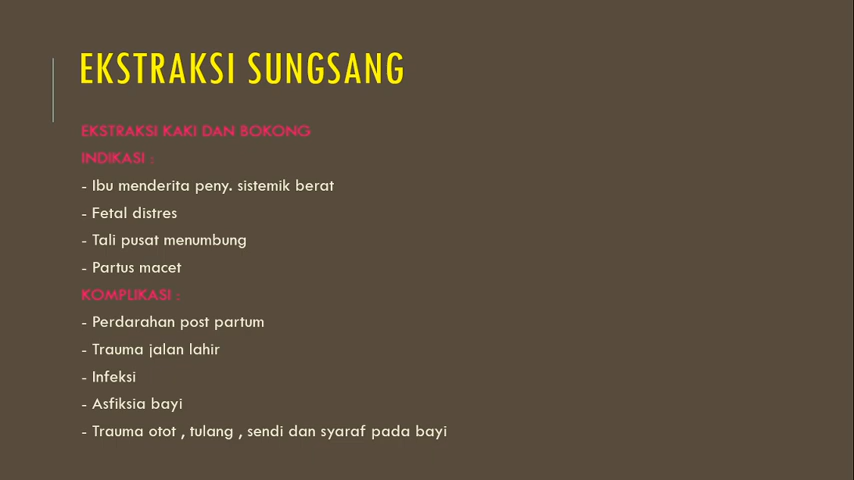 EKSTRAKSI SUNGSANG
EKSTRAKSI KAKI DAN BOKONG
INDIKASI :
- Ibu menderita peny. sistemik berat
- Fetal distres
- Tali pusat menumbung
- Partus macet
KOMPLIKASI :
- Perdarahan post partum
- Trauma jalan lahir
- Infeksi
- Asfiksia bayi
- Trauma otot , tulang , sendi dan syaraf pada bayi